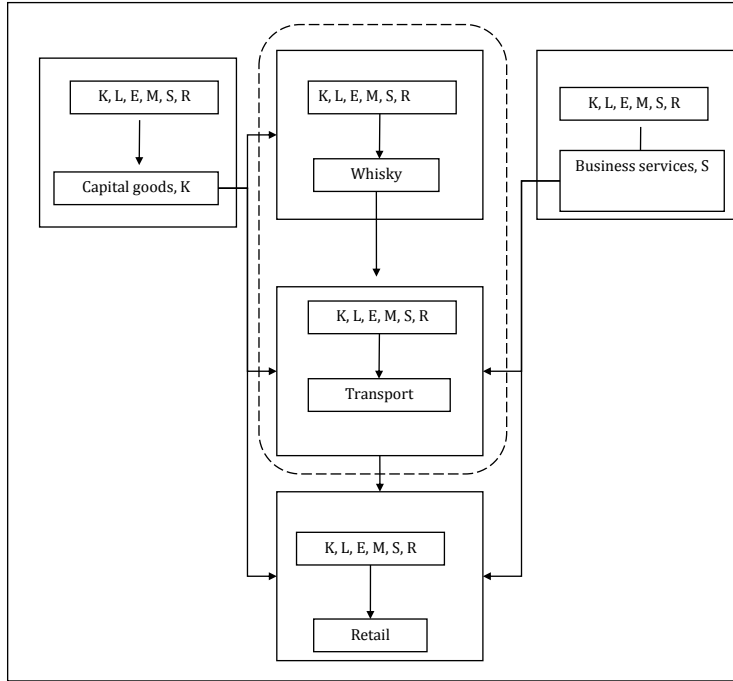 K, L, E, M, S, R
Capital goods, K
K, L, E, M, S, R
Whisky
K, L, E, M, S, R
Business services, S
K, L, E, M, S, R
Transport
K, L, E, M, S, R
Retail